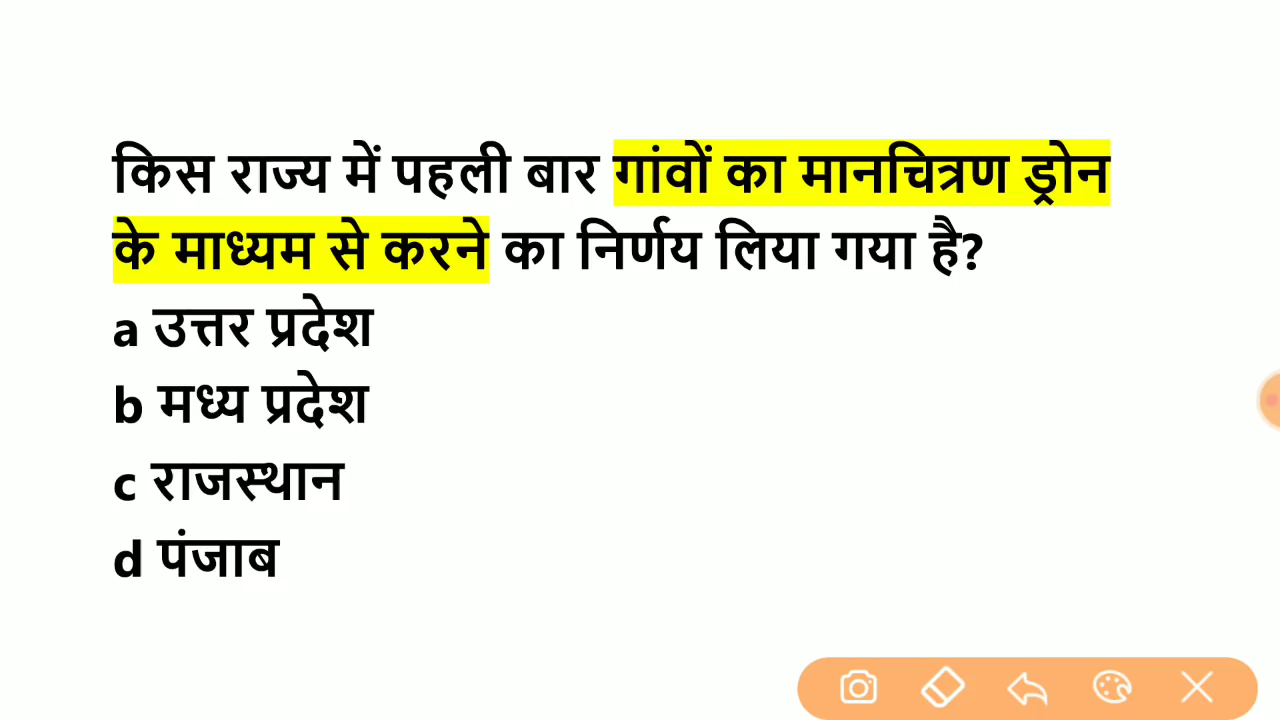 किस राज्य में पहली बार गांवों का मानचित्रण ड्रोन
के माध्यम से करने का निर्णय लिया गया है?
a उत्तर प्रदेश
b मध्य प्रदेश
c राजस्थान
d पंजाब